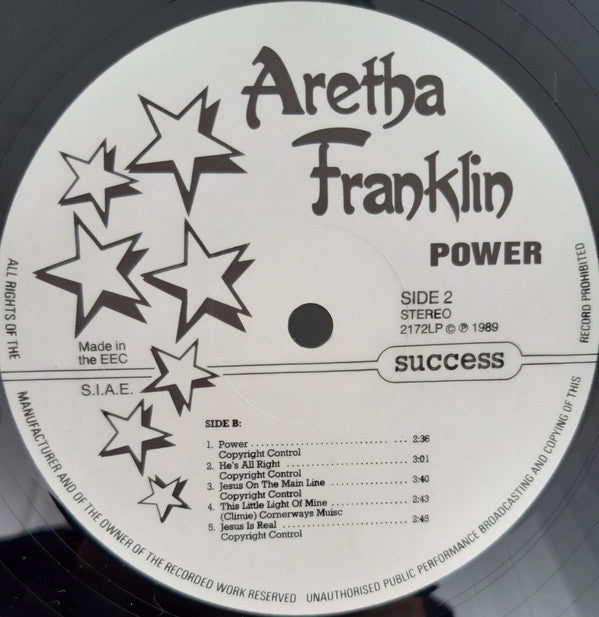 Aretha
Franklin
POWER
SIDE 2
STEREO
2172LP © ℗ 1989
Made in
the EEC
success
S.I.A.E.
SIDE B:
1. Power ........................................ ... 2:36
Copyright Control
2. He's All Right ........................................ 3:01
Copyright Control
3. Jesus On The Main Line ........................ 3:40
Copyright Control
4. This Little Light Of Mine ........................ 2:43
(Climie) Cornerways Muisc
5. Jesus Is Real ........................................ 2:45
Copyright Control
ALL RIGHTS OF THE MANUFACTURER AND OF THE OWNER OF THE RECORDED WORK RESERVED · UNAUTHORISED PUBLIC PERFORMANCE BROADCASTING AND COPYING OF THIS RECORD PROHIBITED